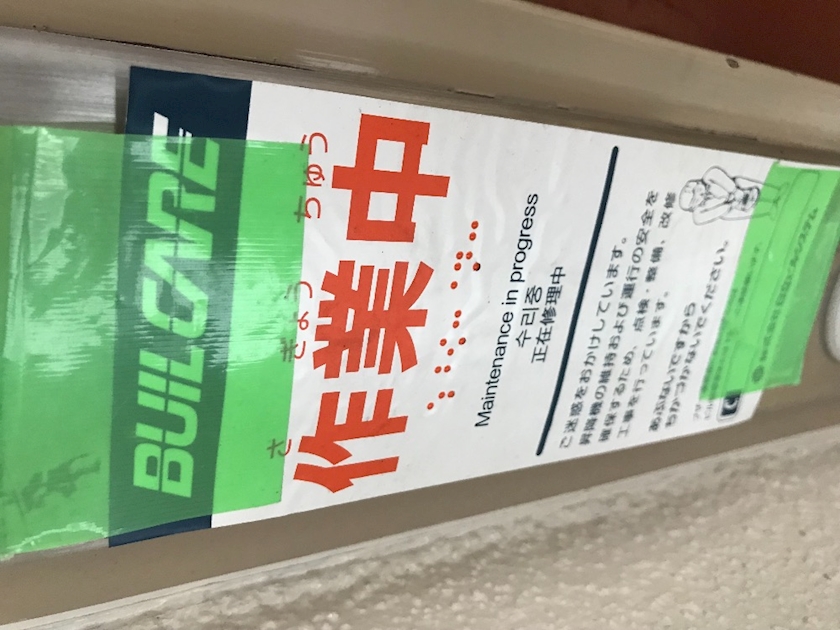 BUILCARE
さ ぎょう ちゅう
作業中
Maintenance in progress
수리중
正在修理中
ご迷惑をおかけしています。
昇降機の維持および運行の安全を
確保するため、点検、整備、改修
工事を行っています。
あぶないですから
ちかづかないでください。